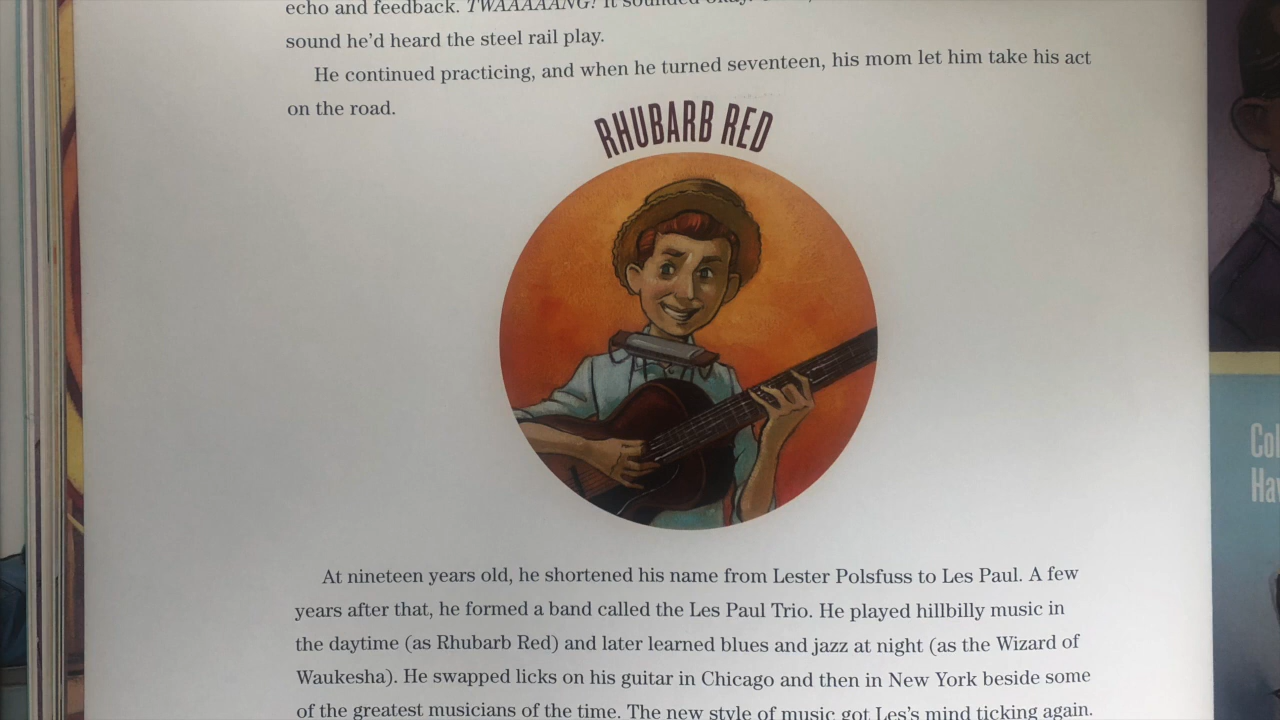 echo and feedback. TWAAAAANG! It sounded okay.
sound he'd heard the steel rail play.
He continued practicing, and when he turned seventeen, his mom let him take his act
on the road.
RHUBARB RED
At nineteen years old, he shortened his name from Lester Polsfuss to Les Paul. A few
years after that, he formed a band called the Les Paul Trio. He played hillbilly music in
the daytime (as Rhubarb Red) and later learned blues and jazz at night (as the Wizard of
Waukesha). He swapped licks on his guitar in Chicago and then in New York beside some
of the greatest musicians of the time. The new style of music got Les's mind ticking again.